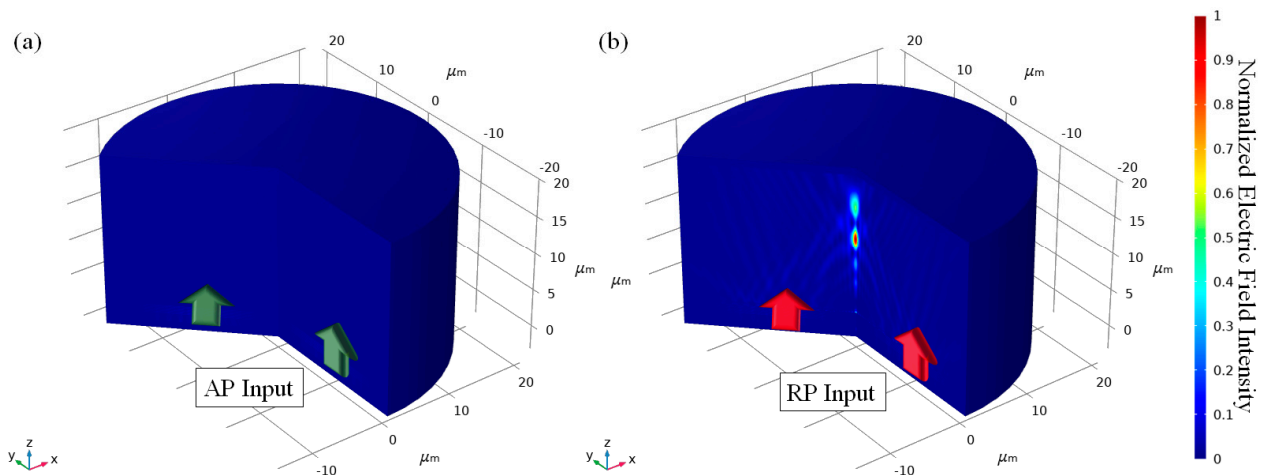 (a)
20
10
μm
0
-10
-20
20
15
10
μm
5
0
20
10
0
μm
-10
AP Input
z
y
x
(b)
20
10
μm
0
-10
-20
20
15
10
μm
5
0
20
10
0
μm
-10
μm
RP Input
z
y
x
1
0.9
0.8
0.7
0.6
0.5
0.4
0.3
0.2
0.1
0
Normalized Electric Field Intensity